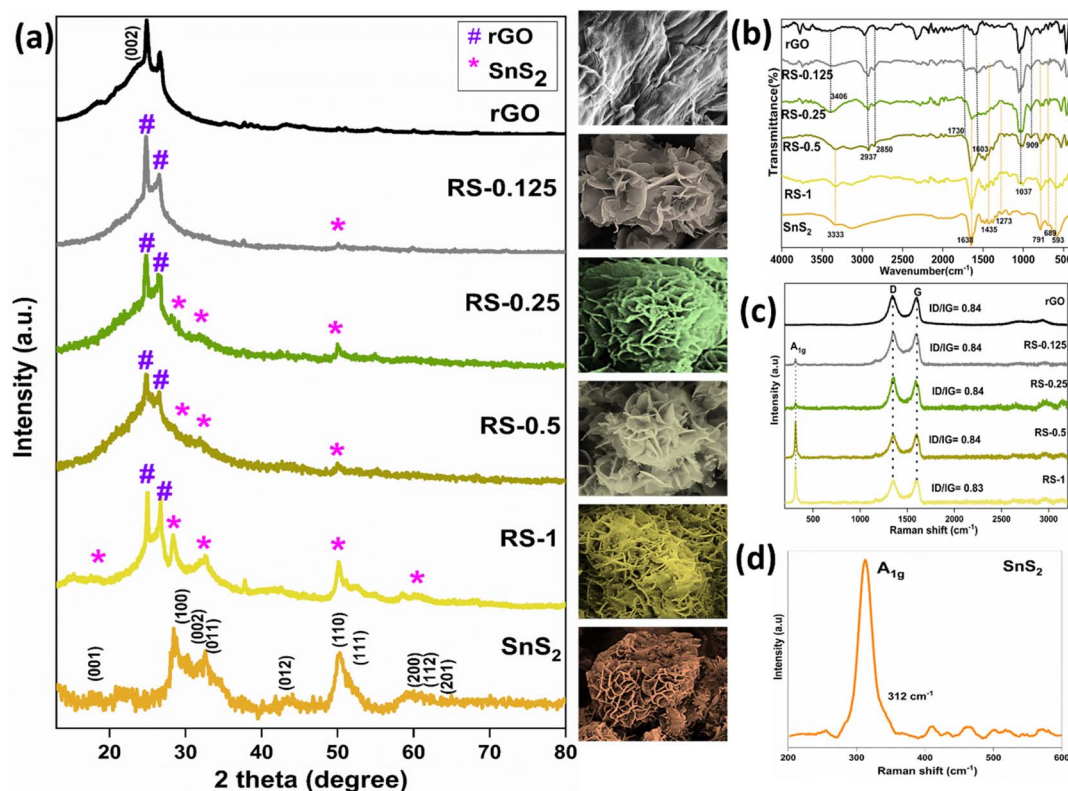 (a)
# rGO
* SnS2
(002)
rGO
# #
RS-0.125
*
# #
RS-0.25
* * *
# #
RS-0.5
* * *
# #
RS-1
* * * * *
SnS2
(001)
(100)
(002)
(011)
(012)
(110)
(111)
(200)
(112)
(201)
Intensity (a.u.)
20 30 40 50 60 70 80
2 theta (degree)
(b)
rGO
RS-0.125
RS-0.25
RS-0.5
RS-1
SnS2
3406
2937
2850
1730
1603
1037
909
3333
1638
1435
1273
791
689
593
Transmittance(%)
4000 3500 3000 2500 2000 1500 1000 500
Wavenumber(cm-1)
(c)
D G
ID/IG= 0.84 rGO
A1g
ID/IG= 0.84 RS-0.125
ID/IG= 0.84 RS-0.25
ID/IG= 0.84 RS-0.5
ID/IG= 0.83 RS-1
Intensity (a.u)
500 1000 1500 2000 2500 3000
Raman shift (cm-1)
(d)
A1g
SnS2
312 cm-1
Intensity (a.u)
200 300 400 500 600
Raman shift (cm-1)